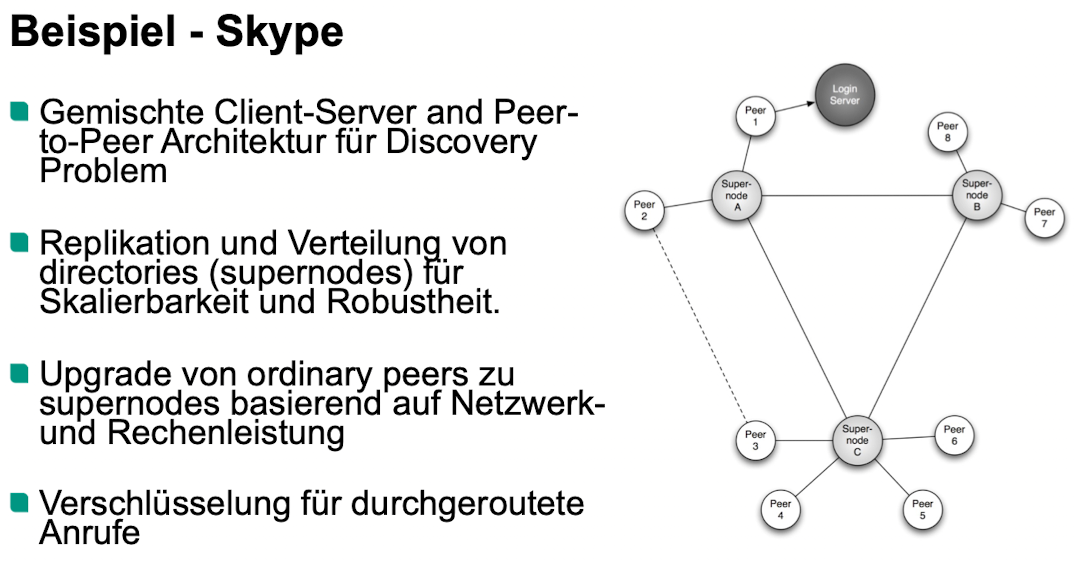 Beispiel - Skype
Gemischte Client-Server and Peer-
to-Peer Architektur für Discovery
Problem
Replikation und Verteilung von
directories (supernodes) für
Skalierbarkeit und Robustheit.
Upgrade von ordinary peers zu
supernodes basierend auf Netzwerk-
und Rechenleistung
Verschlüsselung für durchgeroutete
Anrufe
Login
Server
Peer
1
Peer
8
Super-
node
A
Super-
node
B
Peer
2
Peer
7
Peer
3
Super-
node
C
Peer
6
Peer
4
Peer
5